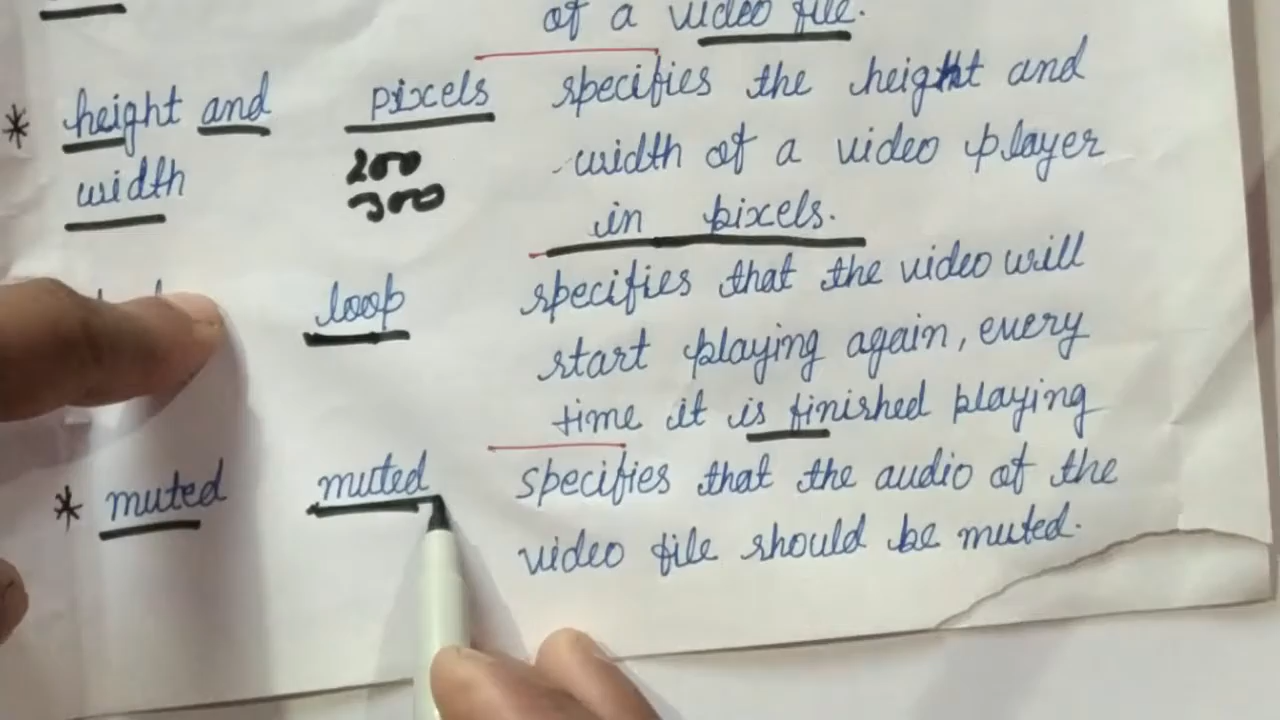 of a video file.
* height and pixels specifies the height and
width 200 width of a video player
300 in pixels.
loop specifies that the video will
start playing again, every
time it is finished playing
* muted muted specifies that the audio of the
video file should be muted.